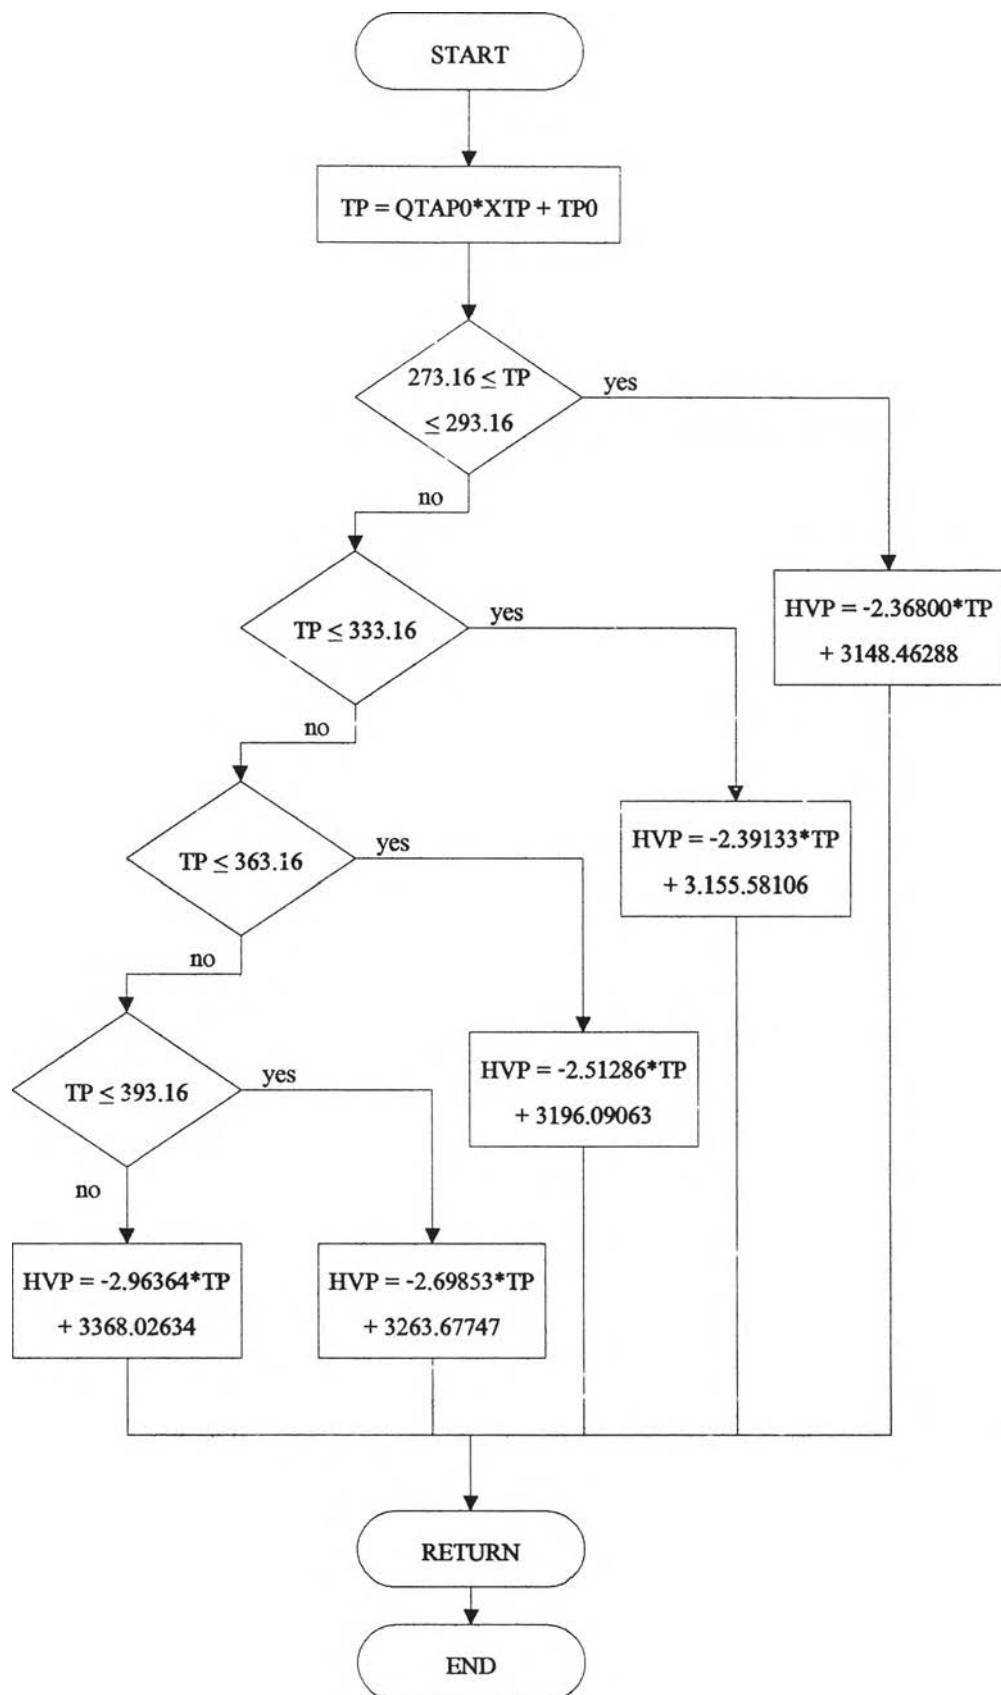 START
TP = QTAP0*XTP + TP0
273.16 ≤ TP
≤ 293.16
yes
no
TP ≤ 333.16
yes
HVP = -2.36800*TP
+ 3148.46288
no
TP ≤ 363.16
yes
HVP = -2.39133*TP
+ 3.155.58106
no
TP ≤ 393.16
yes
HVP = -2.51286*TP
+ 3196.09063
no
HVP = -2.96364*TP
+ 3368.02634
HVP = -2.69853*TP
+ 3263.67747
RETURN
END